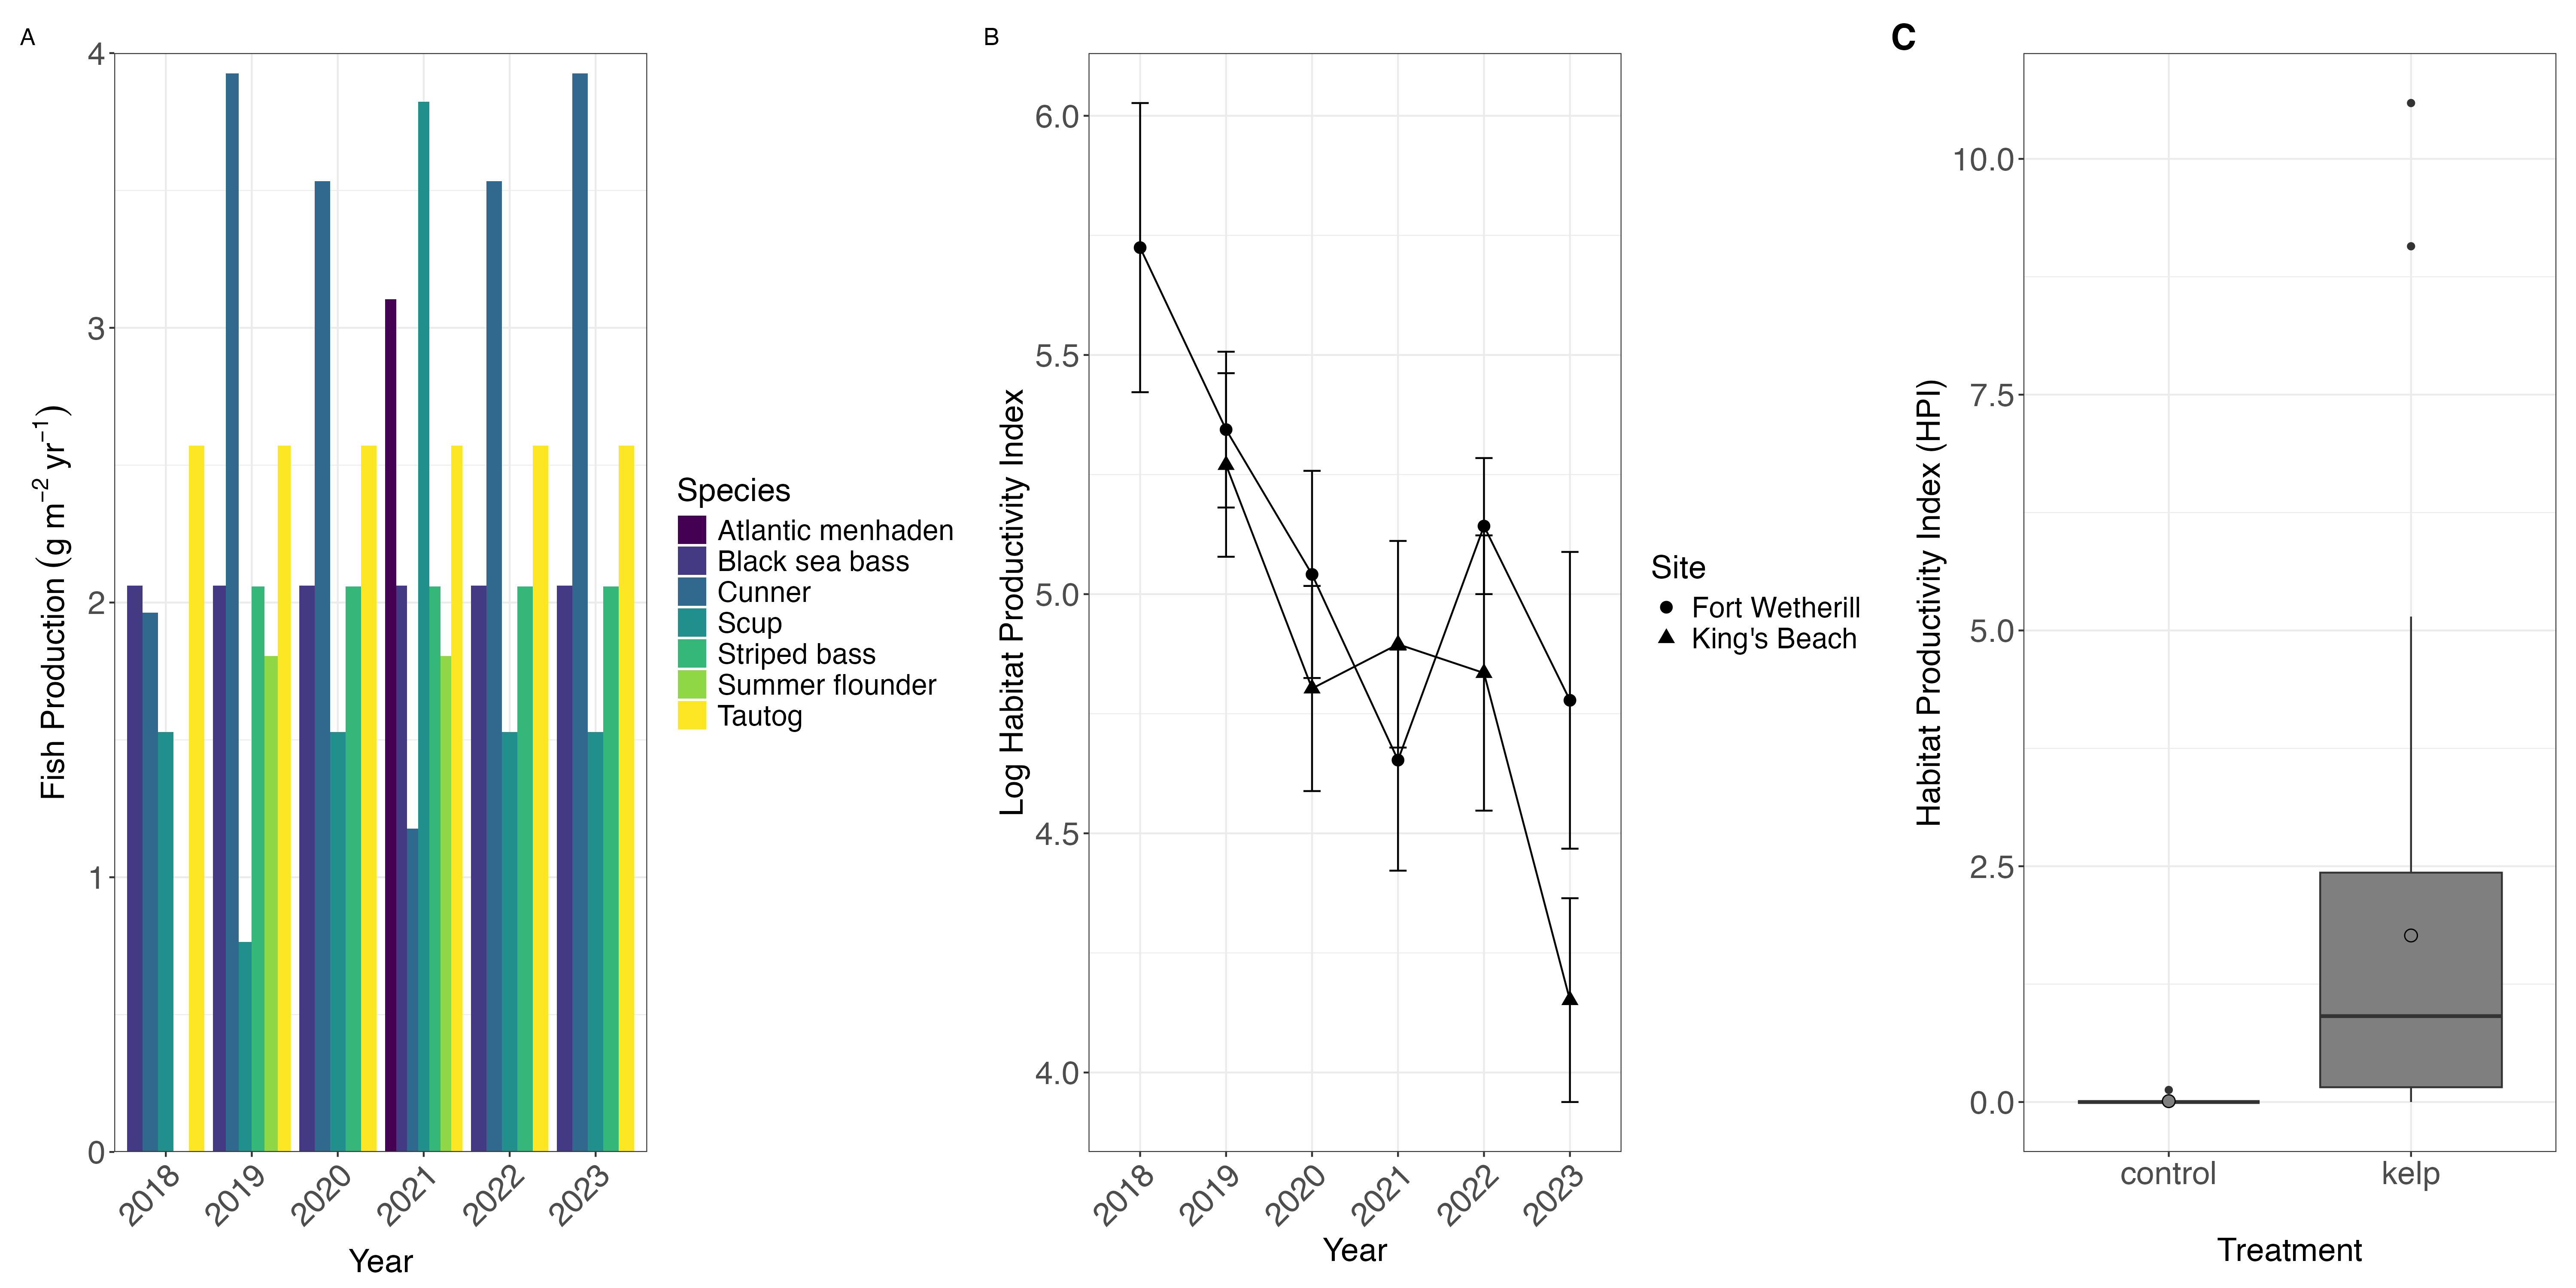 A
Fish Production (g m⁻² yr⁻¹)
4
3
2
1
0
2018
2019
2020
2021
2022
2023
Year
Species
Atlantic menhaden
Black sea bass
Cunner
Scup
Striped bass
Summer flounder
Tautog
B
Log Habitat Productivity Index
6.0
5.5
5.0
4.5
4.0
2018
2019
2020
2021
2022
2023
Year
Site
Fort Wetherill
King's Beach
C
Habitat Productivity Index (HPI)
10.0
7.5
5.0
2.5
0.0
control
kelp
Treatment